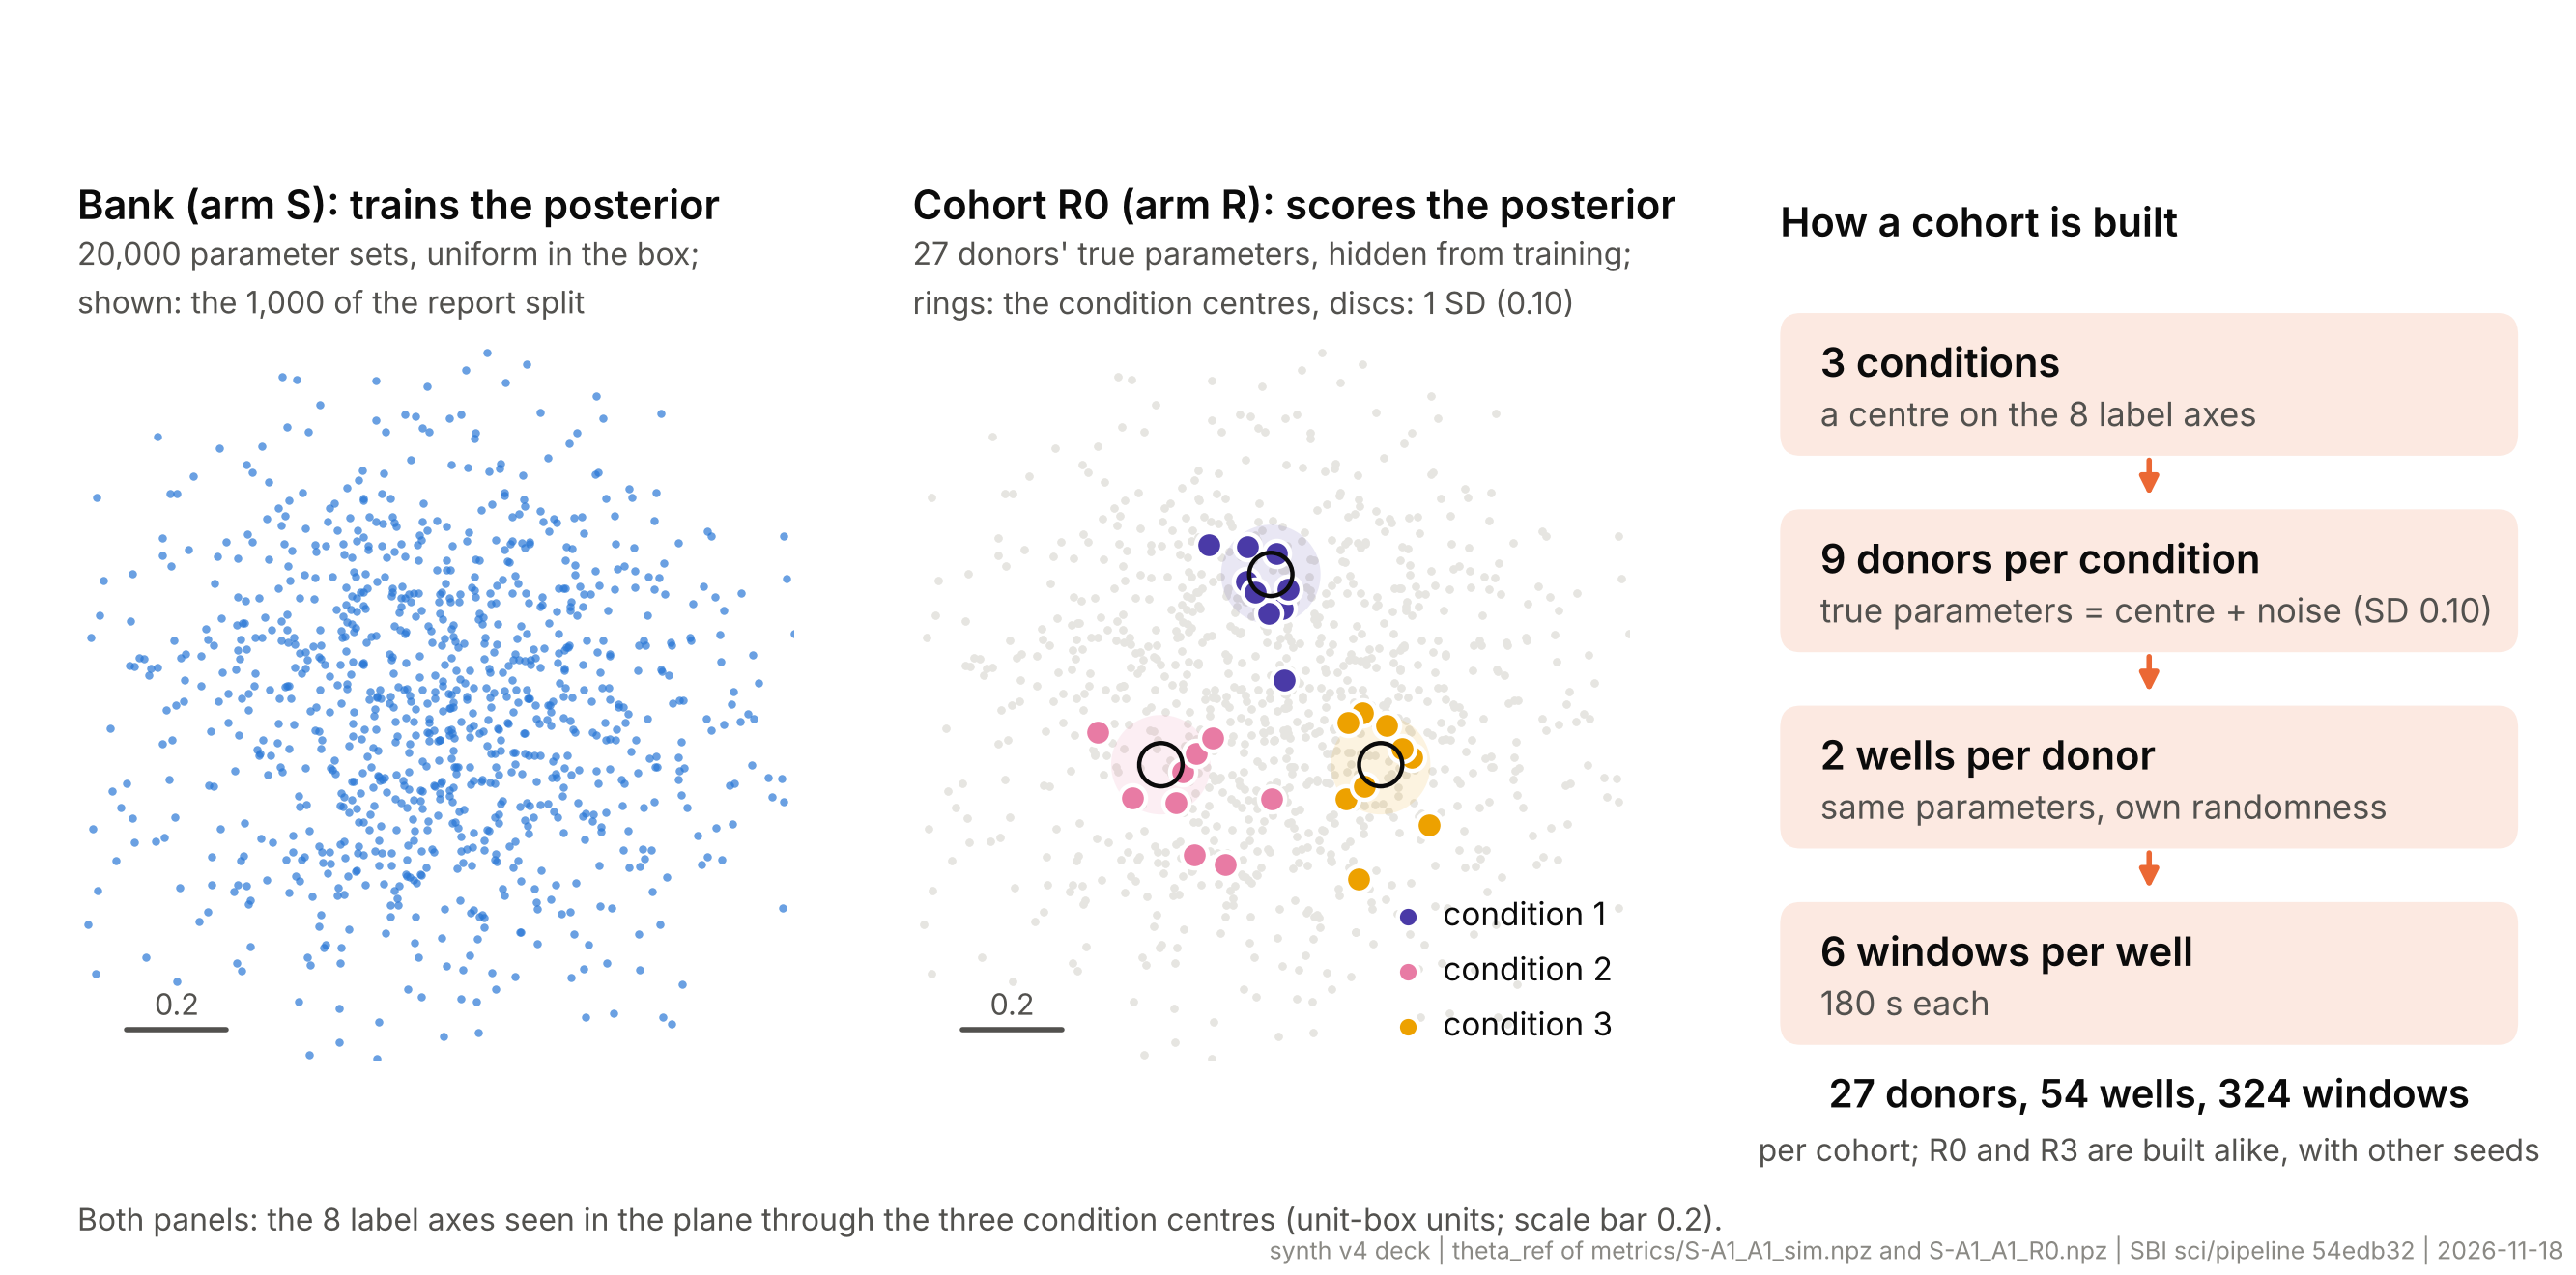 Bank (arm S): trains the posterior
20,000 parameter sets, uniform in the box;
shown: the 1,000 of the report split
0.2
Cohort R0 (arm R): scores the posterior
27 donors' true parameters, hidden from training;
rings: the condition centres, discs: 1 SD (0.10)
condition 1
condition 2
condition 3
0.2
How a cohort is built
3 conditions
a centre on the 8 label axes
9 donors per condition
true parameters = centre + noise (SD 0.10)
2 wells per donor
same parameters, own randomness
6 windows per well
180 s each
27 donors, 54 wells, 324 windows
per cohort; R0 and R3 are built alike, with other seeds
Both panels: the 8 label axes seen in the plane through the three condition centres (unit-box units; scale bar 0.2).
synth v4 deck | theta_ref of metrics/S-A1_A1_sim.npz and S-A1_A1_R0.npz | SBI sci/pipeline 54edb32 | 2026-11-18